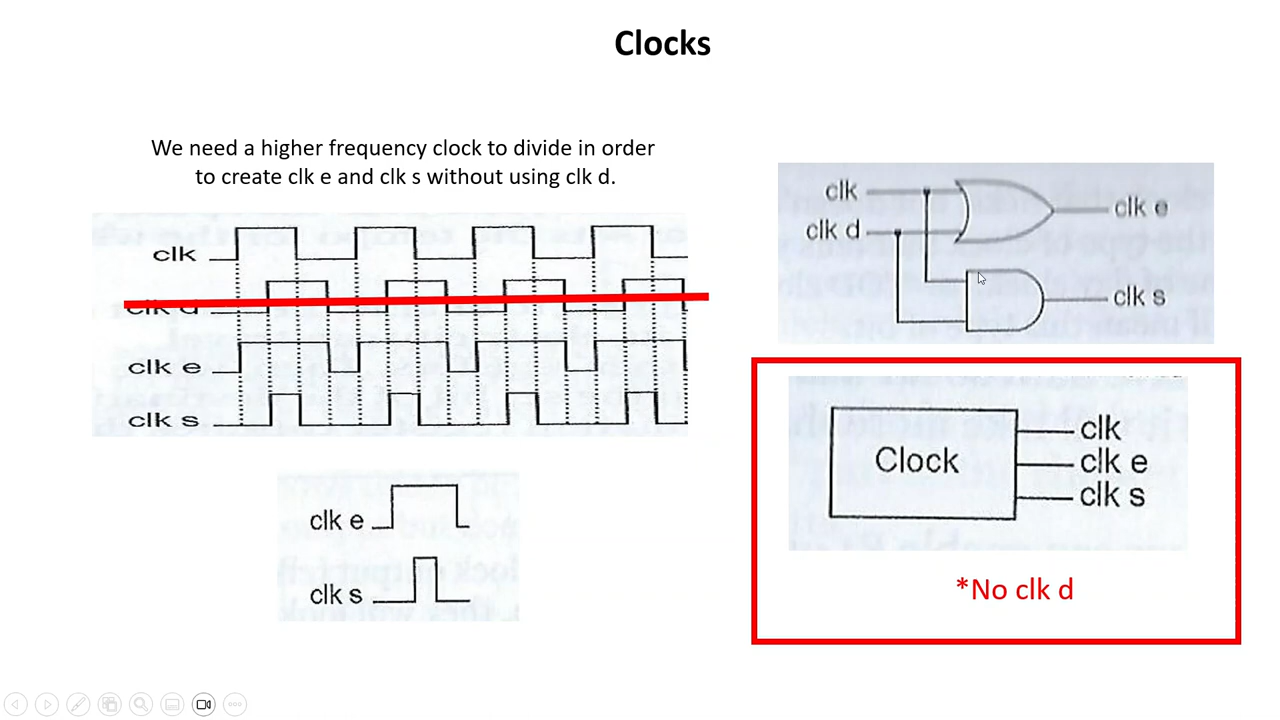 Clocks
We need a higher frequency clock to divide in order
to create clk e and clk s without using clk d.
clk
clk d
clk e
clk s
clk e
clk s
clk
clk d
clk e
clk s
Clock
clk
clk e
clk s
*No clk d